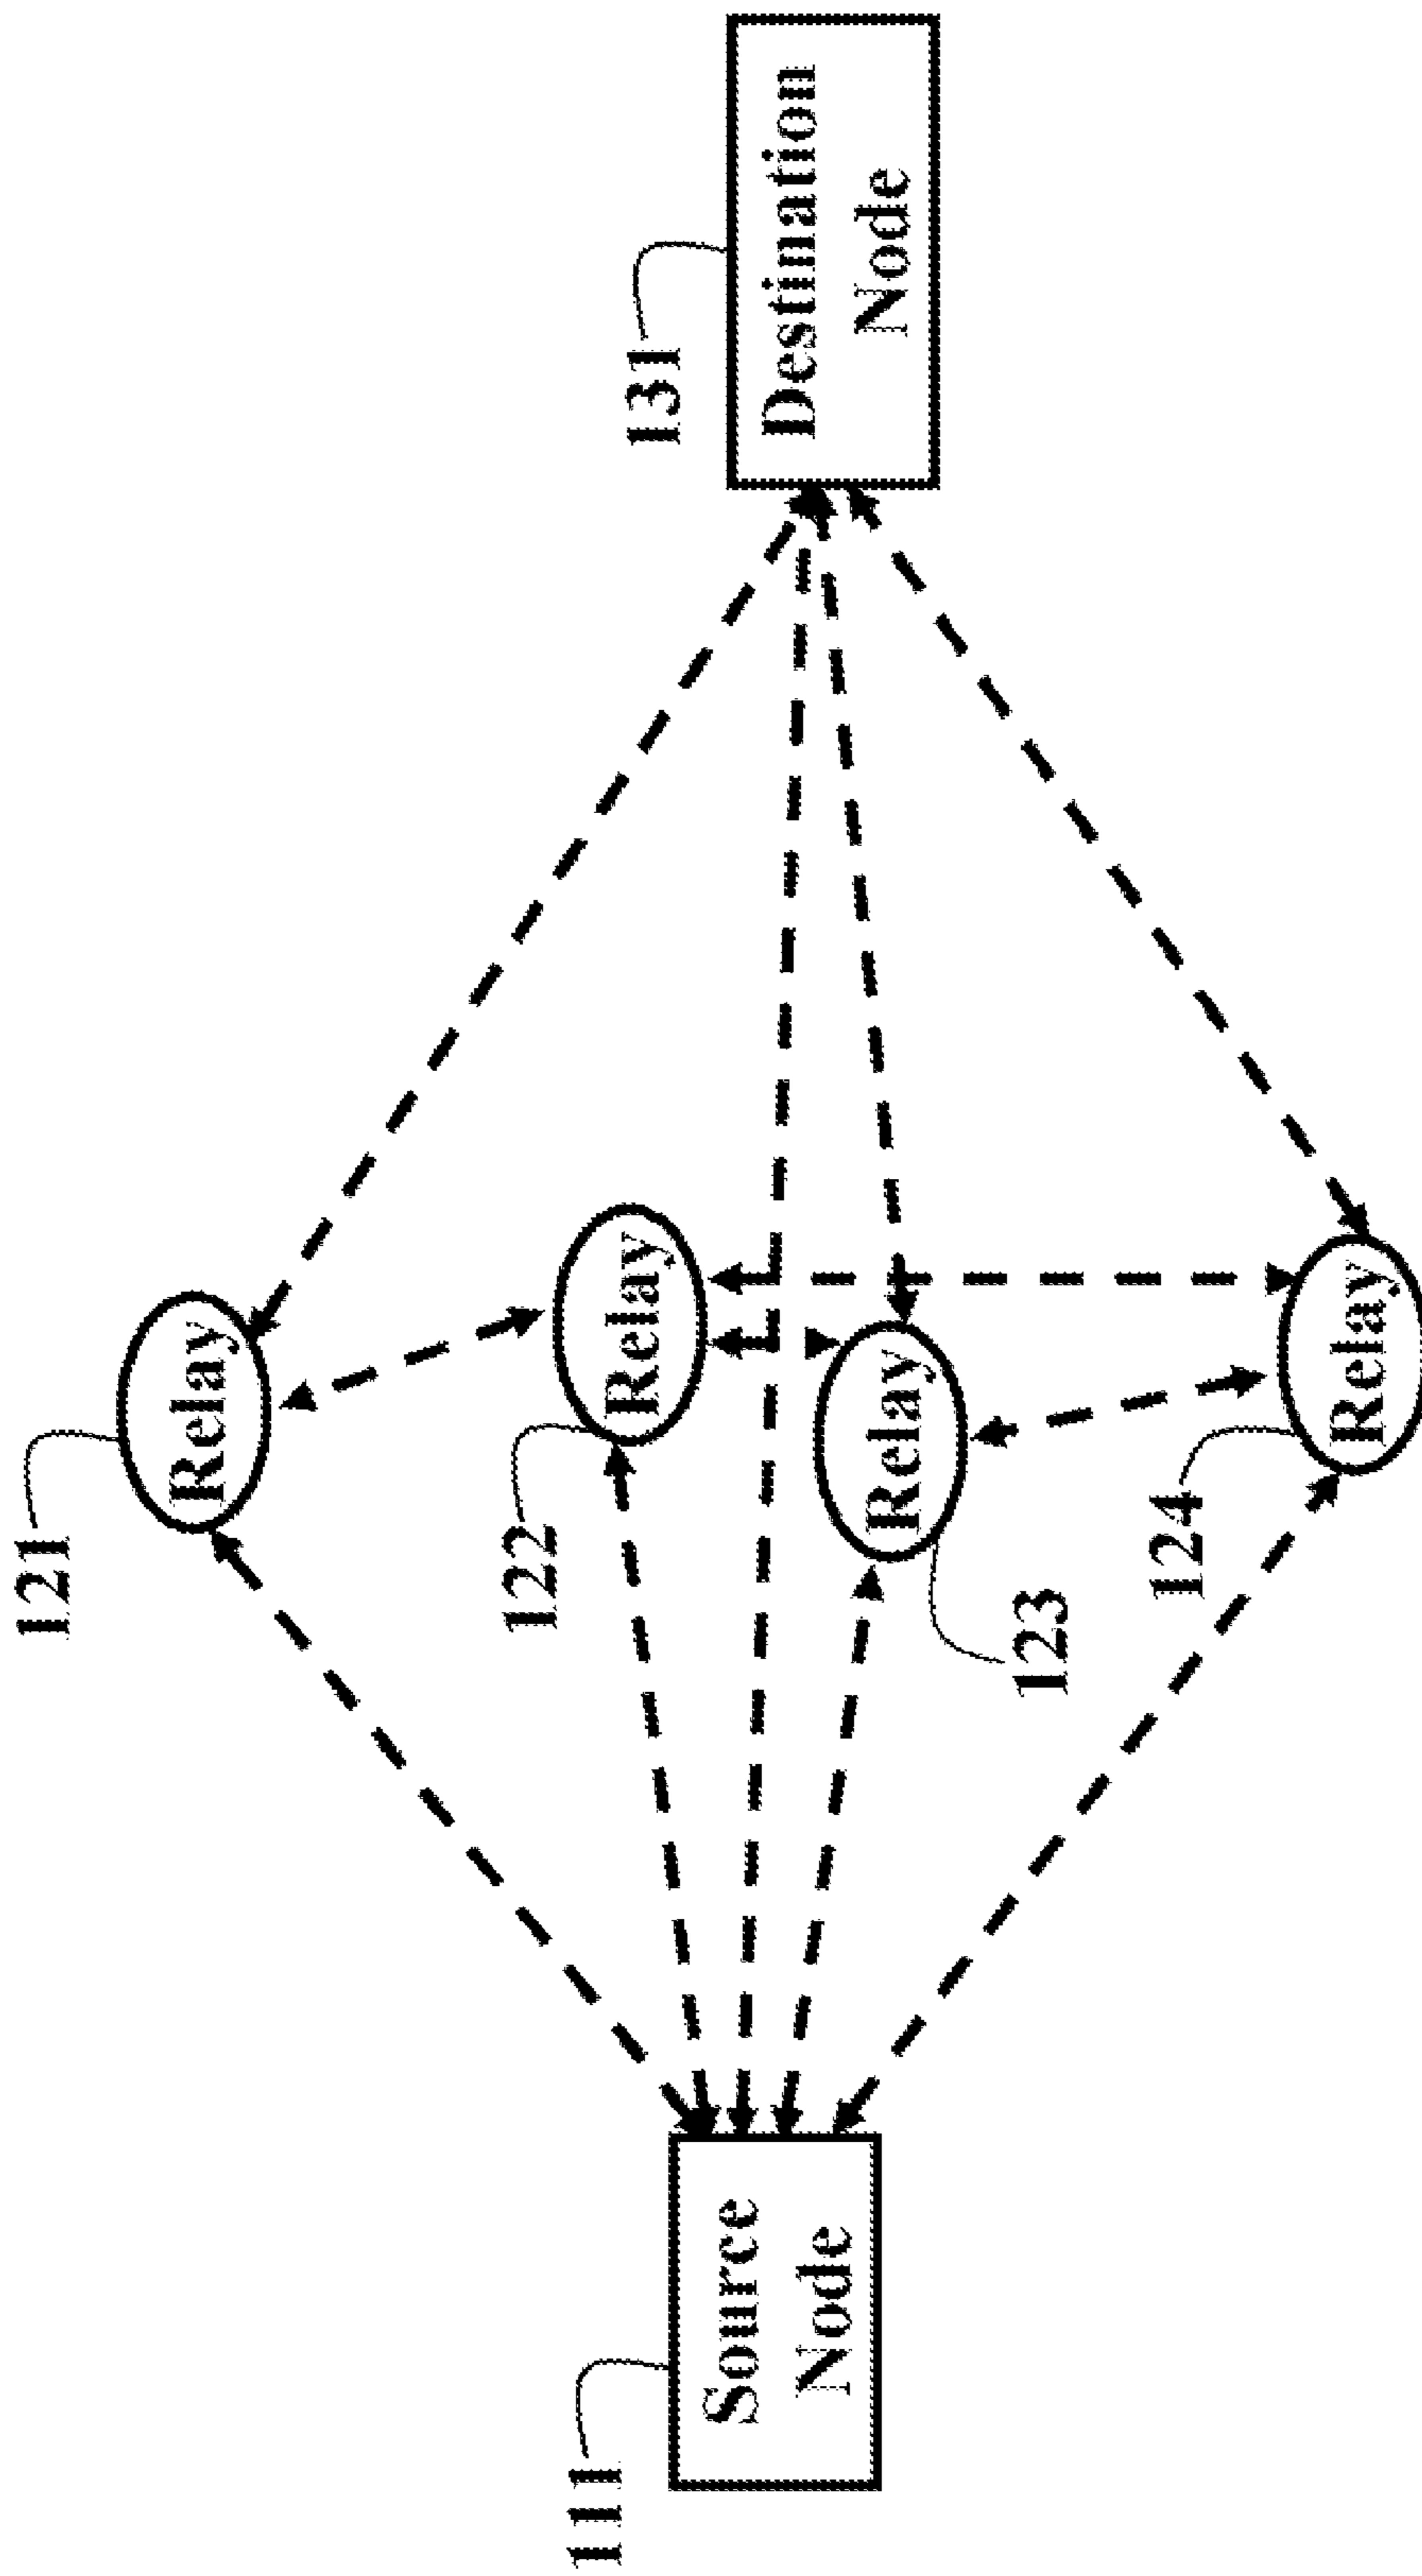 121
Relay
122
Relay
111
Source
Node
131
Destination
Node
Relay
123
124
Relay